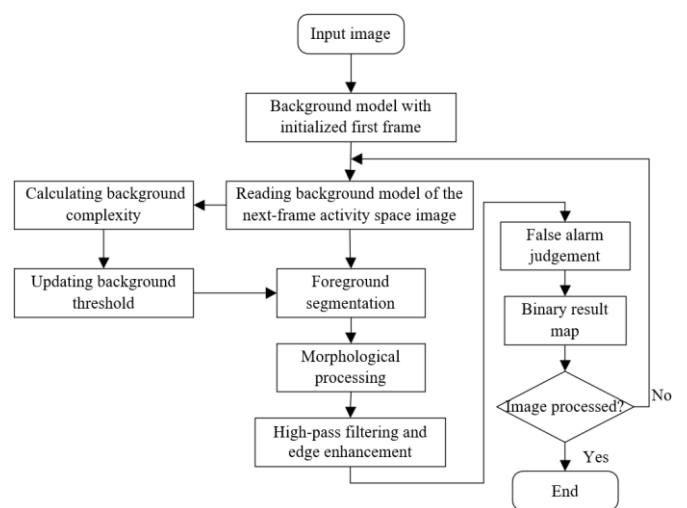 Input image
Background model with
initialized first frame
Calculating background
complexity
Reading background model of the
next-frame activity space image
Updating background
threshold
Foreground
segmentation
Morphological
processing
High-pass filtering and
edge enhancement
False alarm
judgement
Binary result
map
Image processed?
No
Yes
End